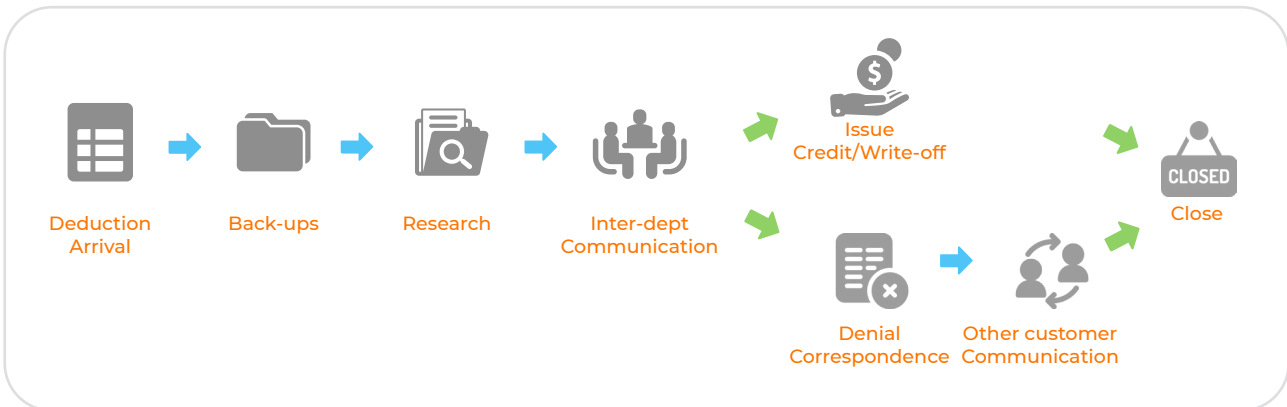 Deduction
Arrival
Back-ups
Research
Inter-dept
Communication
$
Issue
Credit/Write-off
Denial
Correspondence
Other customer
Communication
CLOSED
Close